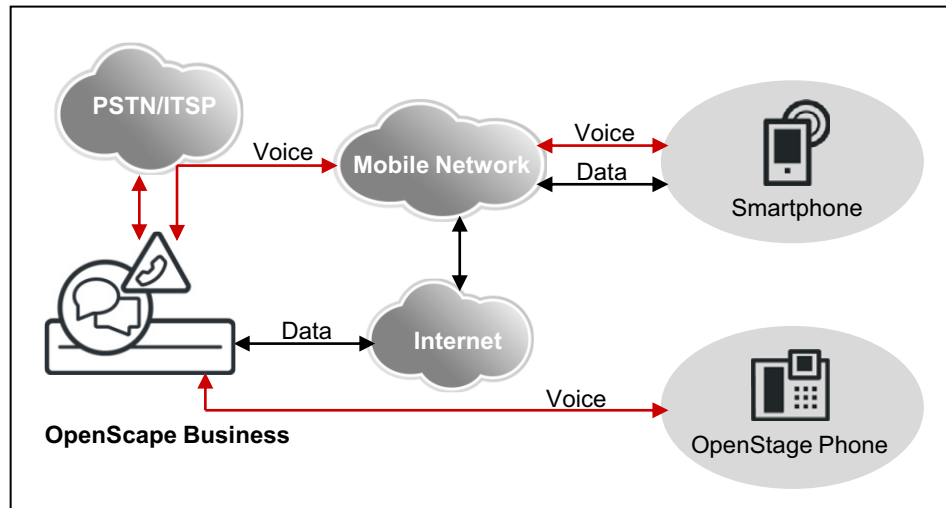 PSTN/ITSP
Voice
Mobile Network
Voice
Data
Smartphone
Data
Internet
OpenScape Business
Voice
OpenStage Phone